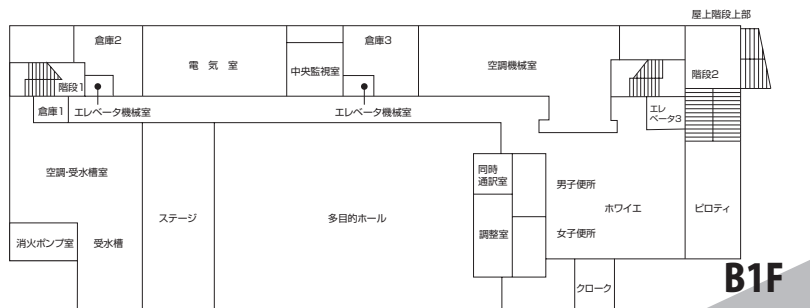 屋上階段上部
倉庫2
電 気 室
中央監視室
倉庫3
空調機械室
階段2
階段1
倉庫1
エレベータ機械室
エレベータ機械室
エレ
ベータ3
空調・受水槽室
ステージ
多目的ホール
同時
通訳室
男子便所
ホワイエ
ピロティ
調整室
女子便所
消火ポンプ室
受水槽
クローク
B1F